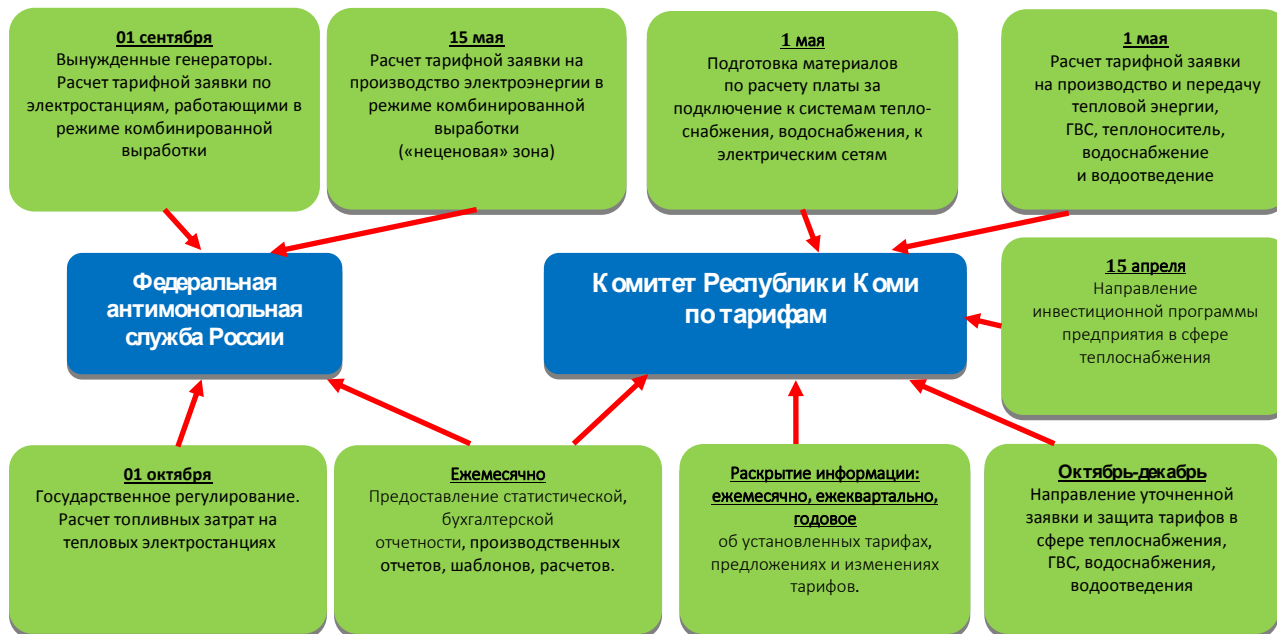 01 сентября
Вынужденные генераторы.
Расчет тарифной заявки по
электростанциям, работающими в
режиме комбинированной
выработки
15 мая
Расчет тарифной заявки на
производство электроэнергии в
режиме комбинированной
выработки
(«неценовая» зона)
1 мая
Подготовка материалов
по расчету платы за
подключение к системам тепло-
снабжения, водоснабжения, к
электрическим сетям
1 мая
Расчет тарифной заявки
на производство и передачу
тепловой энергии,
ГВС, теплоноситель,
водоснабжение
и водоотведение
Федеральная
антимонопольная
служба России
Комитет Республики Коми
по тарифам
15 апреля
Направление
инвестиционной программы
предприятия в сфере
теплоснабжения
01 октября
Государственное регулирование.
Расчет топливных затрат на
тепловых электростанциях
Ежемесячно
Предоставление статистической,
бухгалтерской
отчетности, производственных
отчетов, шаблонов, расчетов.
Раскрытие информации:
ежемесячно, ежеквартально,
годовое
об установленных тарифах,
предложениях и изменениях
тарифов.
Октябрь-декабрь
Направление уточненной
заявки и защита тарифов в
сфере теплоснабжения,
ГВС, водоснабжения,
водоотведения